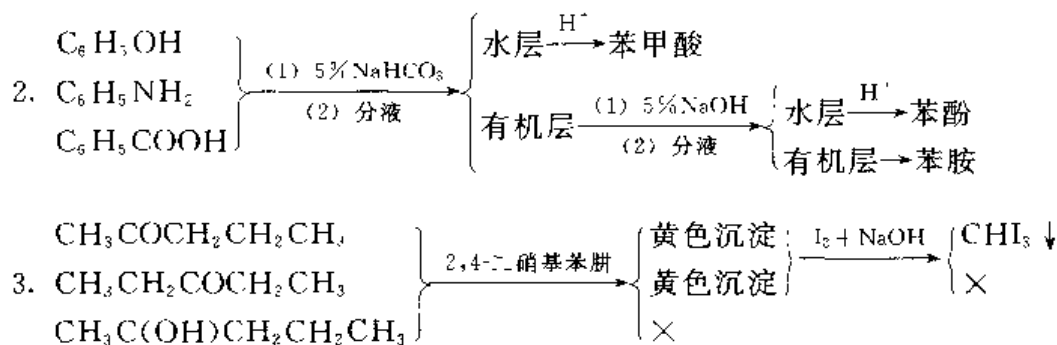 C₆H₅OH
2. C₆H₅NH₂
C₆H₅COOH
(1) 5%NaHCO₃
(2) 分液
水层 H⁺ 苯甲酸
有机层
(1) 5%NaOH
(2) 分液
水层 H⁺ 苯酚
有机层→苯胺
CH₃COCH₂CH₂CH₃
3. CH₃CH₂COCH₂CH₃
CH₃C(OH)CH₂CH₂CH₃
2,4-二硝基苯肼
黄色沉淀
黄色沉淀
×
I₂+NaOH
CHI₃↓
×